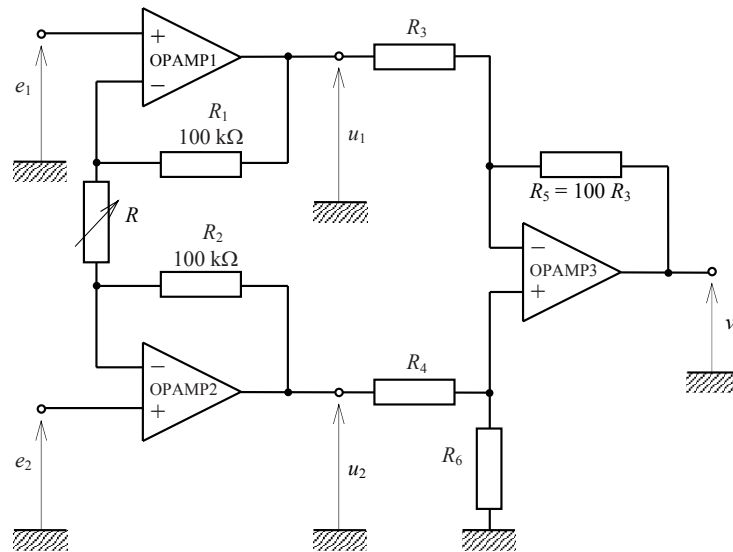 R3
+
OPAMP1
−
e1
R1
100 kΩ
u1
R
R2
100 kΩ
R5 = 100 R3
−
OPAMP3
+
v
−
OPAMP2
+
R4
e2
u2
R6